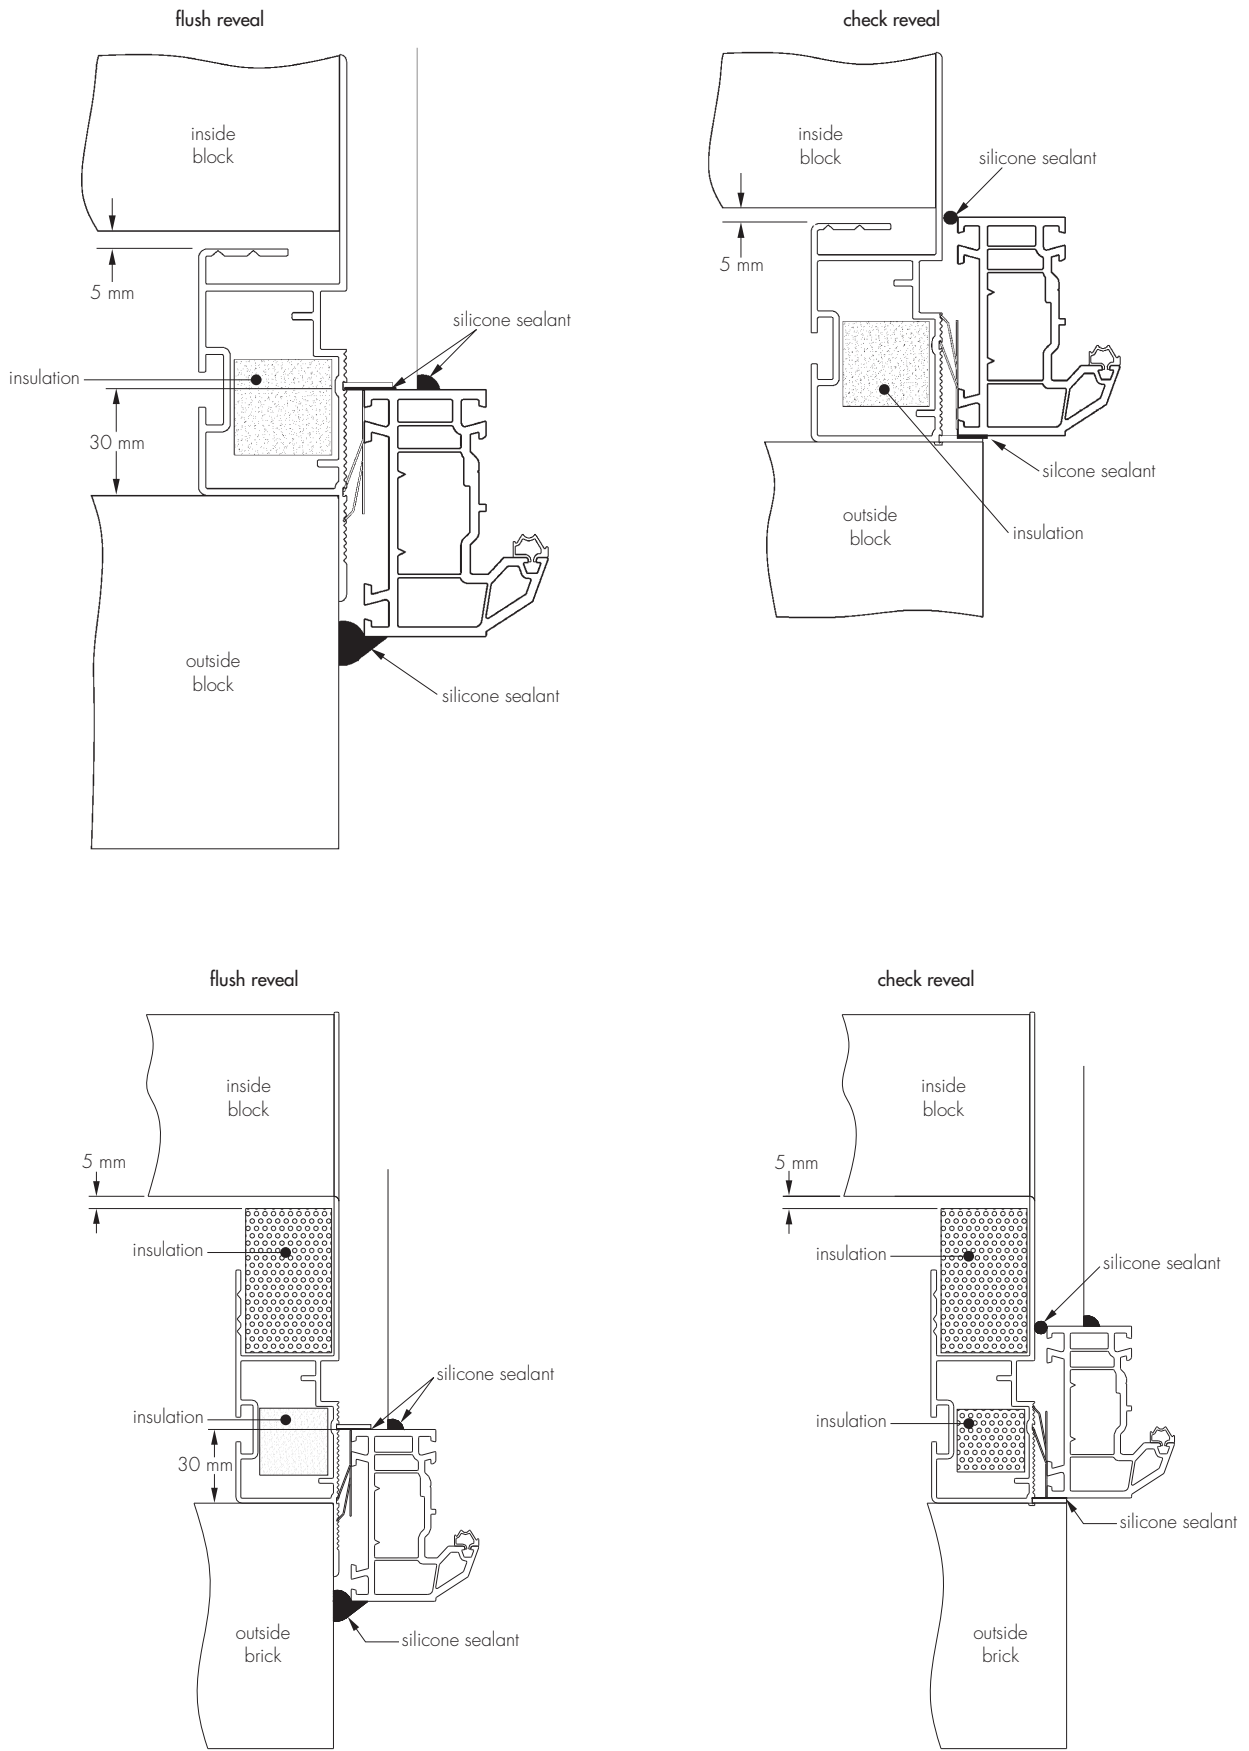 flush reveal
inside
block
5 mm
silicone sealant
insulation
30 mm
outside
block
silicone sealant
check reveal
inside
block
silicone sealant
5 mm
silcone sealant
outside
block
insulation
flush reveal
inside
block
5 mm
insulation
silicone sealant
insulation
30 mm
outside
brick
silicone sealant
check reveal
inside
block
5 mm
insulation
silicone sealant
insulation
silicone sealant
outside
brick